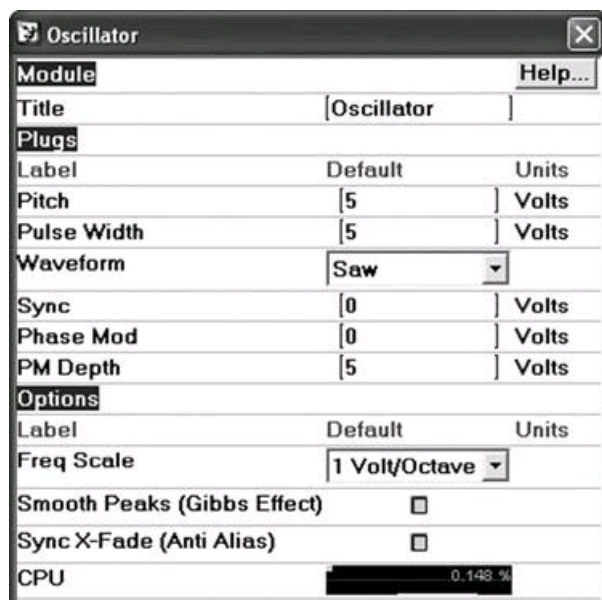 Oscillator
Module Help...
Title [Oscillator ]
Plugs
Label Default Units
Pitch [5 ] Volts
Pulse Width [5 ] Volts
Waveform Saw
Sync [0 ] Volts
Phase Mod [0 ] Volts
PM Depth [5 ] Volts
Options
Label Default Units
Freq Scale 1 Volt/Octave
Smooth Peaks (Gibbs Effect)
Sync X-Fade (Anti Alias)
CPU 0.148 %